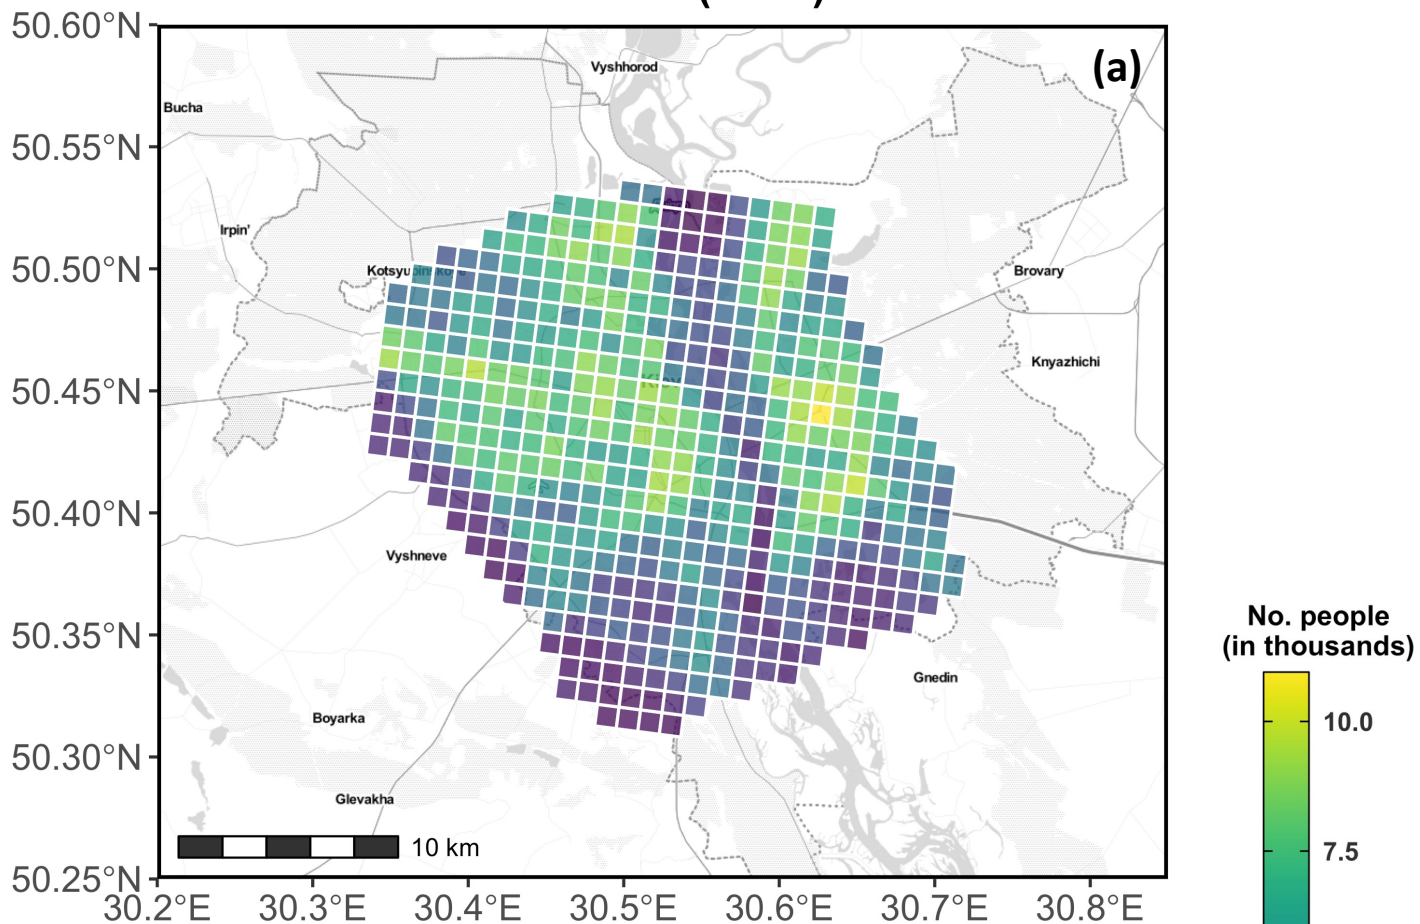 50.60°N
(a)
Vyshhorod
Bucha
50.55°N
Irpin'
50.50°N
Kotsyubinskoye
Brovary
Knyazhichi
50.45°N
Kiev
50.40°N
Vyshneve
50.35°N
No. people
(in thousands)
Gnedin
Boyarka
10.0
50.30°N
Glevakha
10 km
7.5
50.25°N
30.2°E 30.3°E 30.4°E 30.5°E 30.6°E 30.7°E 30.8°E